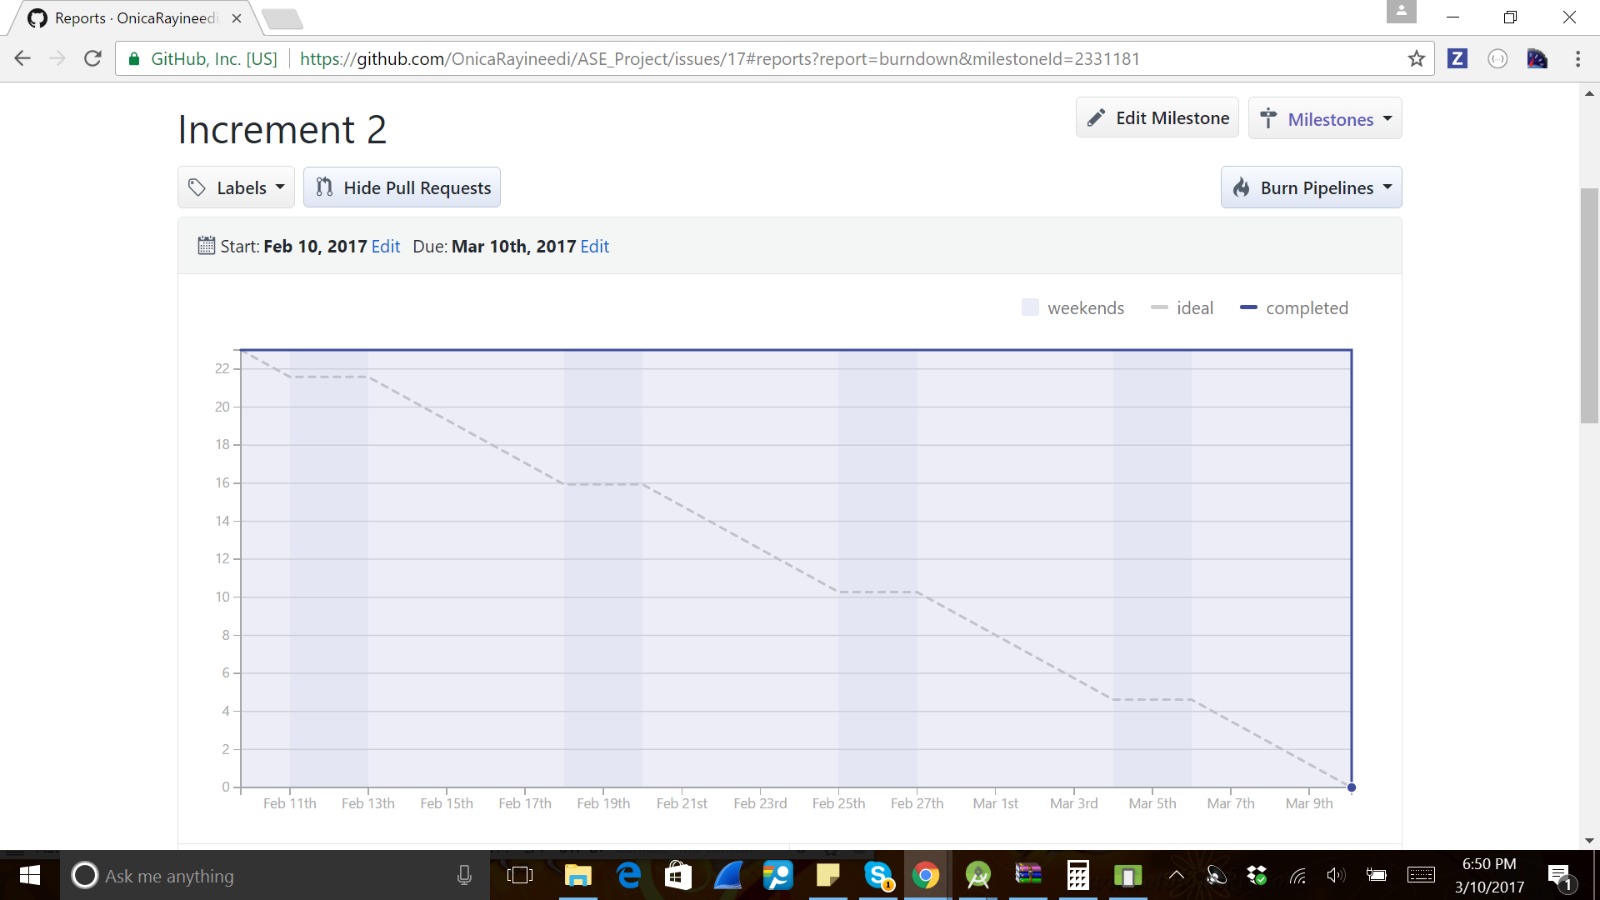 Reports · OnicaRayineedi
GitHub, Inc. [US] https://github.com/OnicaRayineedi/ASE_Project/issues/17#reports?report=burndown&milestoneId=2331181
Z
Increment 2
Edit Milestone
Milestones
Labels
Hide Pull Requests
Burn Pipelines
Start: Feb 10, 2017 Edit Due: Mar 10th, 2017 Edit
weekends ideal completed
22
20
18
16
14
12
10
8
6
4
2
0
Feb 11th Feb 13th Feb 15th Feb 17th Feb 19th Feb 21st Feb 23rd Feb 25th Feb 27th Mar 1st Mar 3rd Mar 5th Mar 7th Mar 9th
Ask me anything
6:50 PM
3/10/2017
1